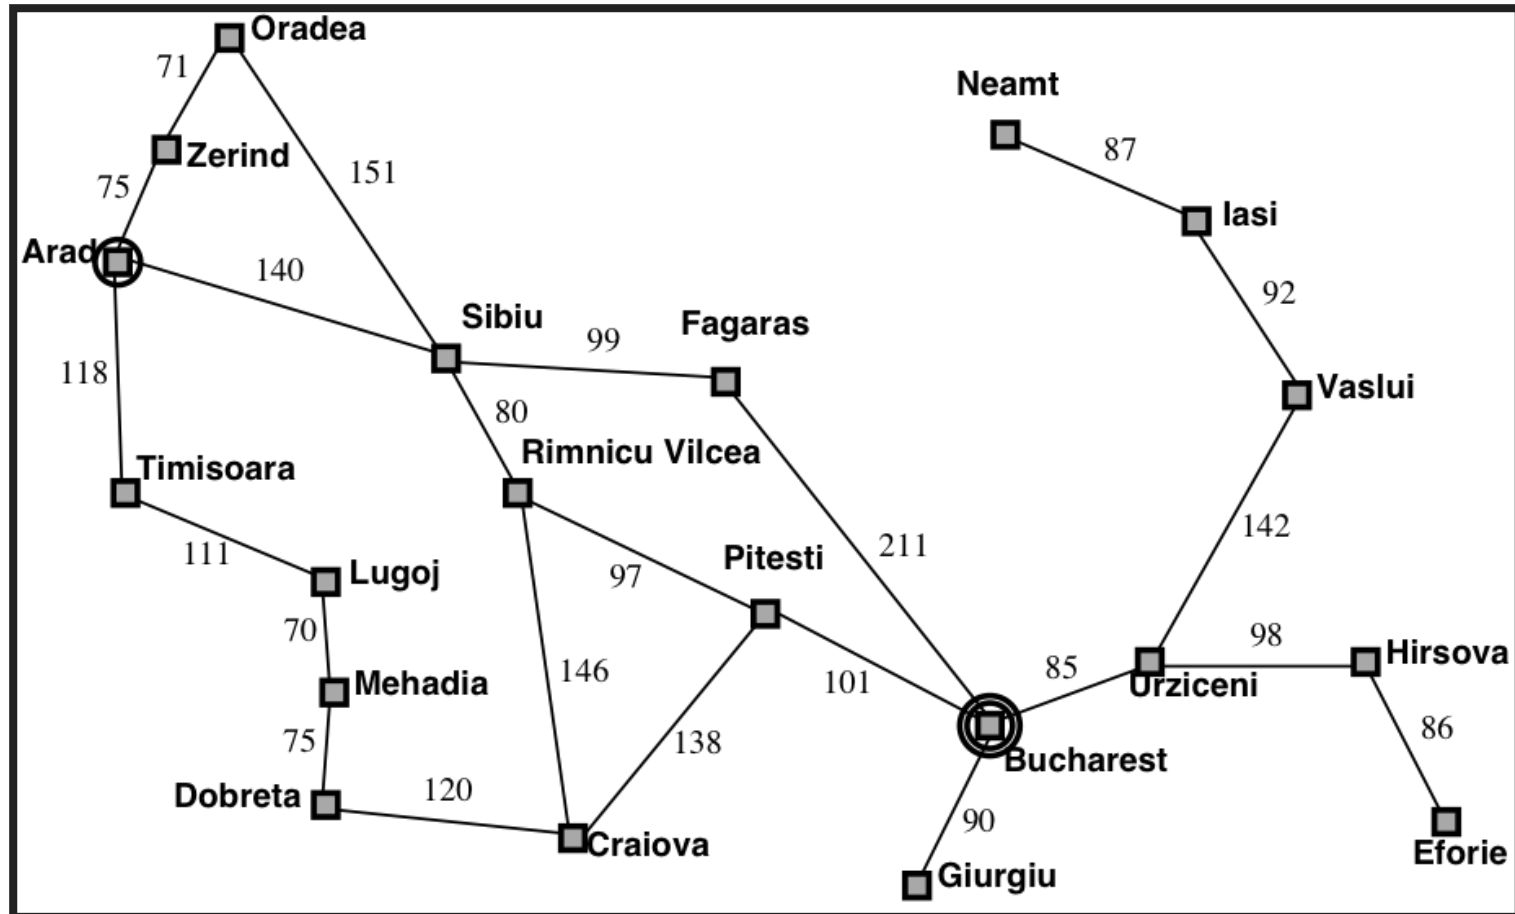 Oradea
71
Neamt
87
Zerind
151
75
Iasi
Arad
140
92
Sibiu
Fagaras
99
118
Vaslui
80
Rimnicu Vilcea
Timisoara
142
211
111
Pitesti
Lugoj
97
70
98
Hirsova
146
85
Mehadia
101
Urziceni
86
75
138
Bucharest
Dobreta
120
90
Craiova
Eforie
Giurgiu